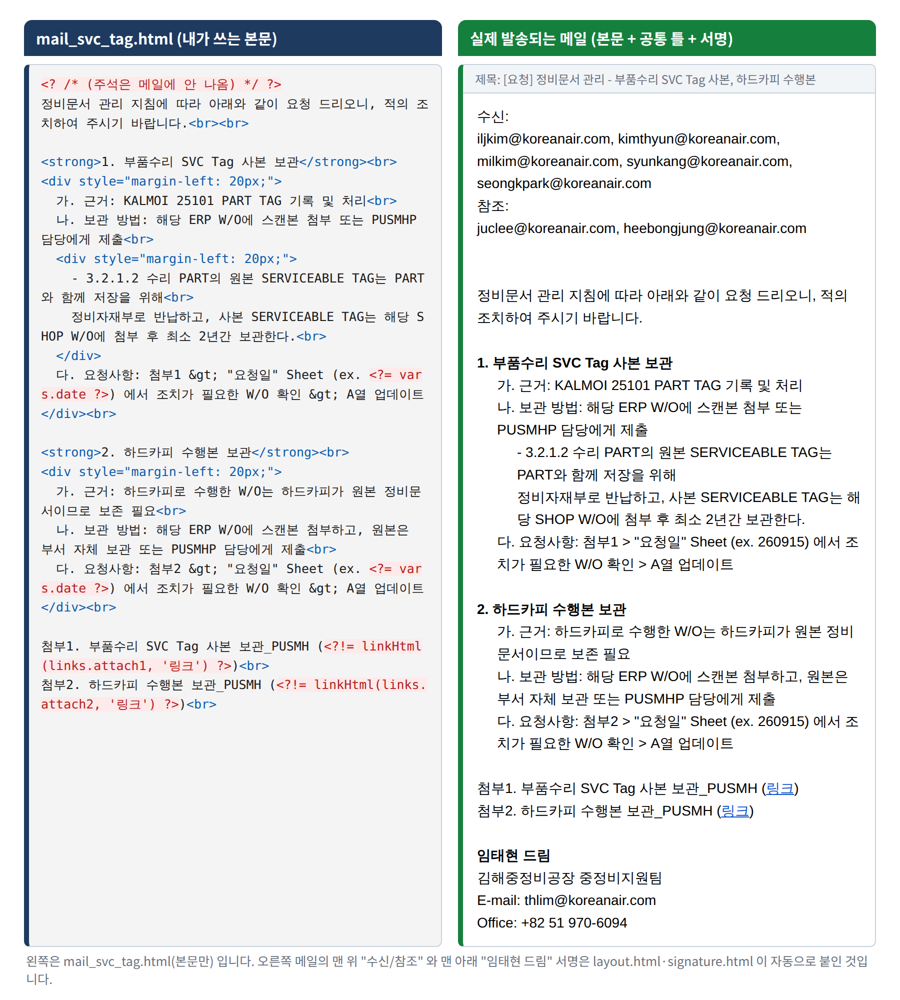 mail_svc_tag.html (내가 쓰는 본문)
<? /* (주석은 메일에 안 나옴) */ ?>
정비문서 관리 지침에 따라 아래와 같이 요청 드리오니, 적의 조
치하여 주시기 바랍니다.<br><br>
<strong>1. 부품수리 SVC Tag 사본 보관</strong><br>
<div style="margin-left: 20px;">
가. 근거: KALMOI 25101 PART TAG 기록 및 처리<br>
나. 보관 방법: 해당 ERP W/O에 스캔본 첨부 또는 PUSMHP
담당에게 제출<br>
<div style="margin-left: 20px;">
- 3.2.1.2 수리 PART의 원본 SERVICEABLE TAG는 PART
와 함께 저장을 위해<br>
정비자재부로 반납하고, 사본 SERVICEABLE TAG는 해당 S
HOP W/O에 첨부 후 최소 2년간 보관한다.<br>
</div>
다. 요청사항: 첨부1 &gt; "요청일" Sheet (ex. <?= var
s.date ?>) 에서 조치가 필요한 W/O 확인 &gt; A열 업데이트
</div><br>
<strong>2. 하드카피 수행본 보관</strong><br>
<div style="margin-left: 20px;">
가. 근거: 하드카피로 수행한 W/O는 하드카피가 원본 정비문
서이므로 보존 필요<br>
나. 보관 방법: 해당 ERP W/O에 스캔본 첨부하고, 원본은
부서 자체 보관 또는 PUSMHP 담당에게 제출<br>
다. 요청사항: 첨부2 &gt; "요청일" Sheet (ex. <?= var
s.date ?>) 에서 조치가 필요한 W/O 확인 &gt; A열 업데이트
</div><br>
첨부1. 부품수리 SVC Tag 사본 보관_PUSMH (<?!= linkHtml
(links.attach1, '링크') ?>)<br>
첨부2. 하드카피 수행본 보관_PUSMH (<?!= linkHtml(links.
attach2, '링크') ?>)<br>
실제 발송되는 메일 (본문 + 공통 틀 + 서명)
제목: [요청] 정비문서 관리 - 부품수리 SVC Tag 사본, 하드카피 수행본
수신:
iljkim@koreanair.com, kimthyun@koreanair.com,
milkim@koreanair.com, syunkang@koreanair.com,
seongkpark@koreanair.com
참조:
juclee@koreanair.com, heebongjung@koreanair.com
정비문서 관리 지침에 따라 아래와 같이 요청 드리오니, 적의
조치하여 주시기 바랍니다.
1. 부품수리 SVC Tag 사본 보관
가. 근거: KALMOI 25101 PART TAG 기록 및 처리
나. 보관 방법: 해당 ERP W/O에 스캔본 첨부 또는
PUSMHP 담당에게 제출
- 3.2.1.2 수리 PART의 원본 SERVICEABLE TAG는
PART와 함께 저장을 위해
정비자재부로 반납하고, 사본 SERVICEABLE TAG는 해
당 SHOP W/O에 첨부 후 최소 2년간 보관한다.
다. 요청사항: 첨부1 > "요청일" Sheet (ex. 260915) 에서 조
치가 필요한 W/O 확인 > A열 업데이트
2. 하드카피 수행본 보관
가. 근거: 하드카피로 수행한 W/O는 하드카피가 원본 정비
문서이므로 보존 필요
나. 보관 방법: 해당 ERP W/O에 스캔본 첨부하고, 원본은
부서 자체 보관 또는 PUSMHP 담당에게 제출
다. 요청사항: 첨부2 > "요청일" Sheet (ex. 260915) 에서 조
치가 필요한 W/O 확인 > A열 업데이트
첨부1. 부품수리 SVC Tag 사본 보관_PUSMH (링크)
첨부2. 하드카피 수행본 보관_PUSMH (링크)
임태현 드림
김해중정비공장 중정비지원팀
E-mail: thlim@koreanair.com
Office: +82 51 970-6094
왼쪽은 mail_svc_tag.html(본문만) 입니다. 오른쪽 메일의 맨 위 "수신/참조" 와 맨 아래 "임태현 드림" 서명은 layout.html·signature.html 이 자동으로 붙인 것입
니다.